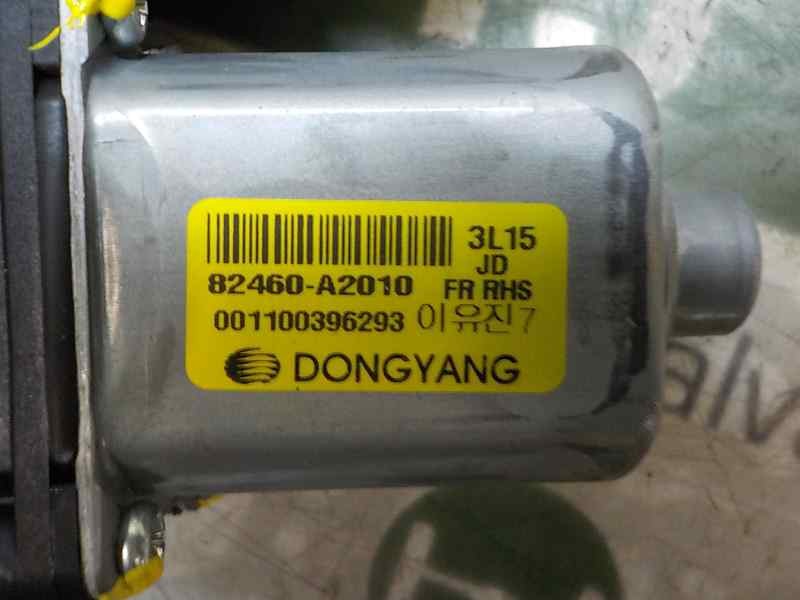 3L15
JD
82460-A2010 FR RHS
001100396293 이유진7
DONGYANG